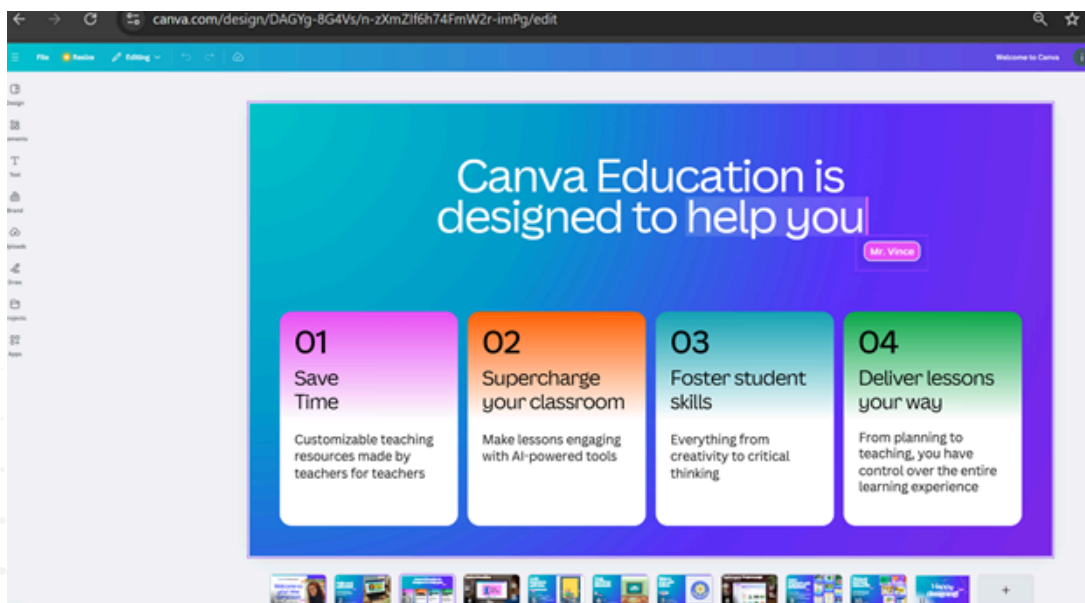 canva.com/design/DAGYg-8G4Vs/n-zXmZIf6h74FmW2r-imPg/edit
File Resize Editing
Welcome to Canva
Design
Elements
Text
Brand
Uploads
Draw
Projects
Apps
Canva Education is
designed to help you
Mr. Vince
01
Save
Time
Customizable teaching
resources made by
teachers for teachers
02
Supercharge
your classroom
Make lessons engaging
with AI-powered tools
03
Foster student
skills
Everything from
creativity to critical
thinking
04
Deliver lessons
your way
From planning to
teaching, you have
control over the entire
learning experience
Happy
designing!